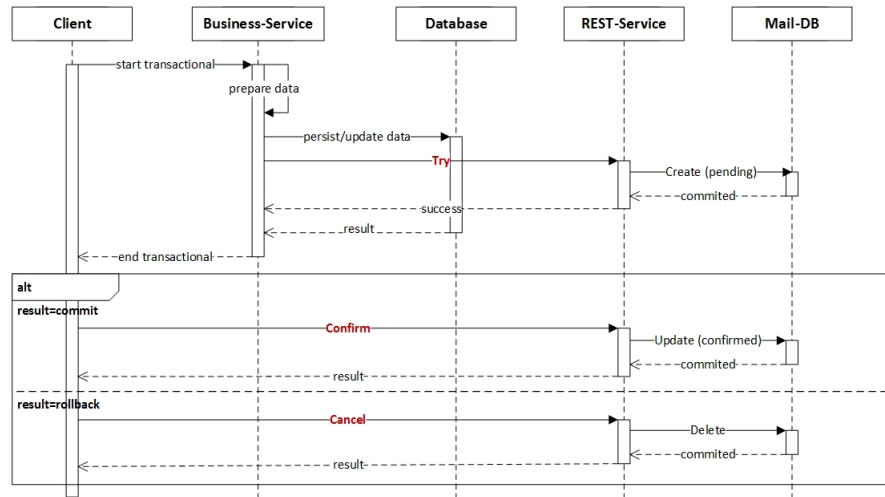 Client
Business-Service
Database
REST-Service
Mail-DB
start transactional
prepare data
persist/update data
Try
Create (pending)
commited
success
result
end transactional
alt
result=commit
Confirm
Update (confirmed)
commited
result
result=rollback
Cancel
Delete
commited
result